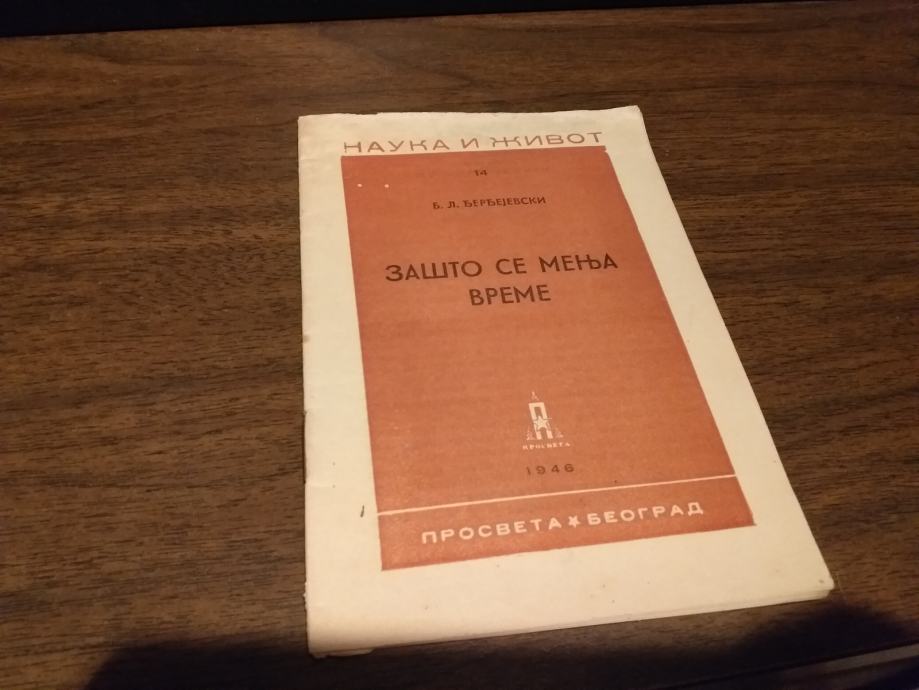 НАУКА И ЖИВОТ
14
Б. Л. ЂЕРЂЕЈЕВСКИ
ЗАШТО СЕ МЕЊА
ВРЕМЕ
П
ПРОСВЕТА
1946
ПРОСВЕТА★БЕОГРАД